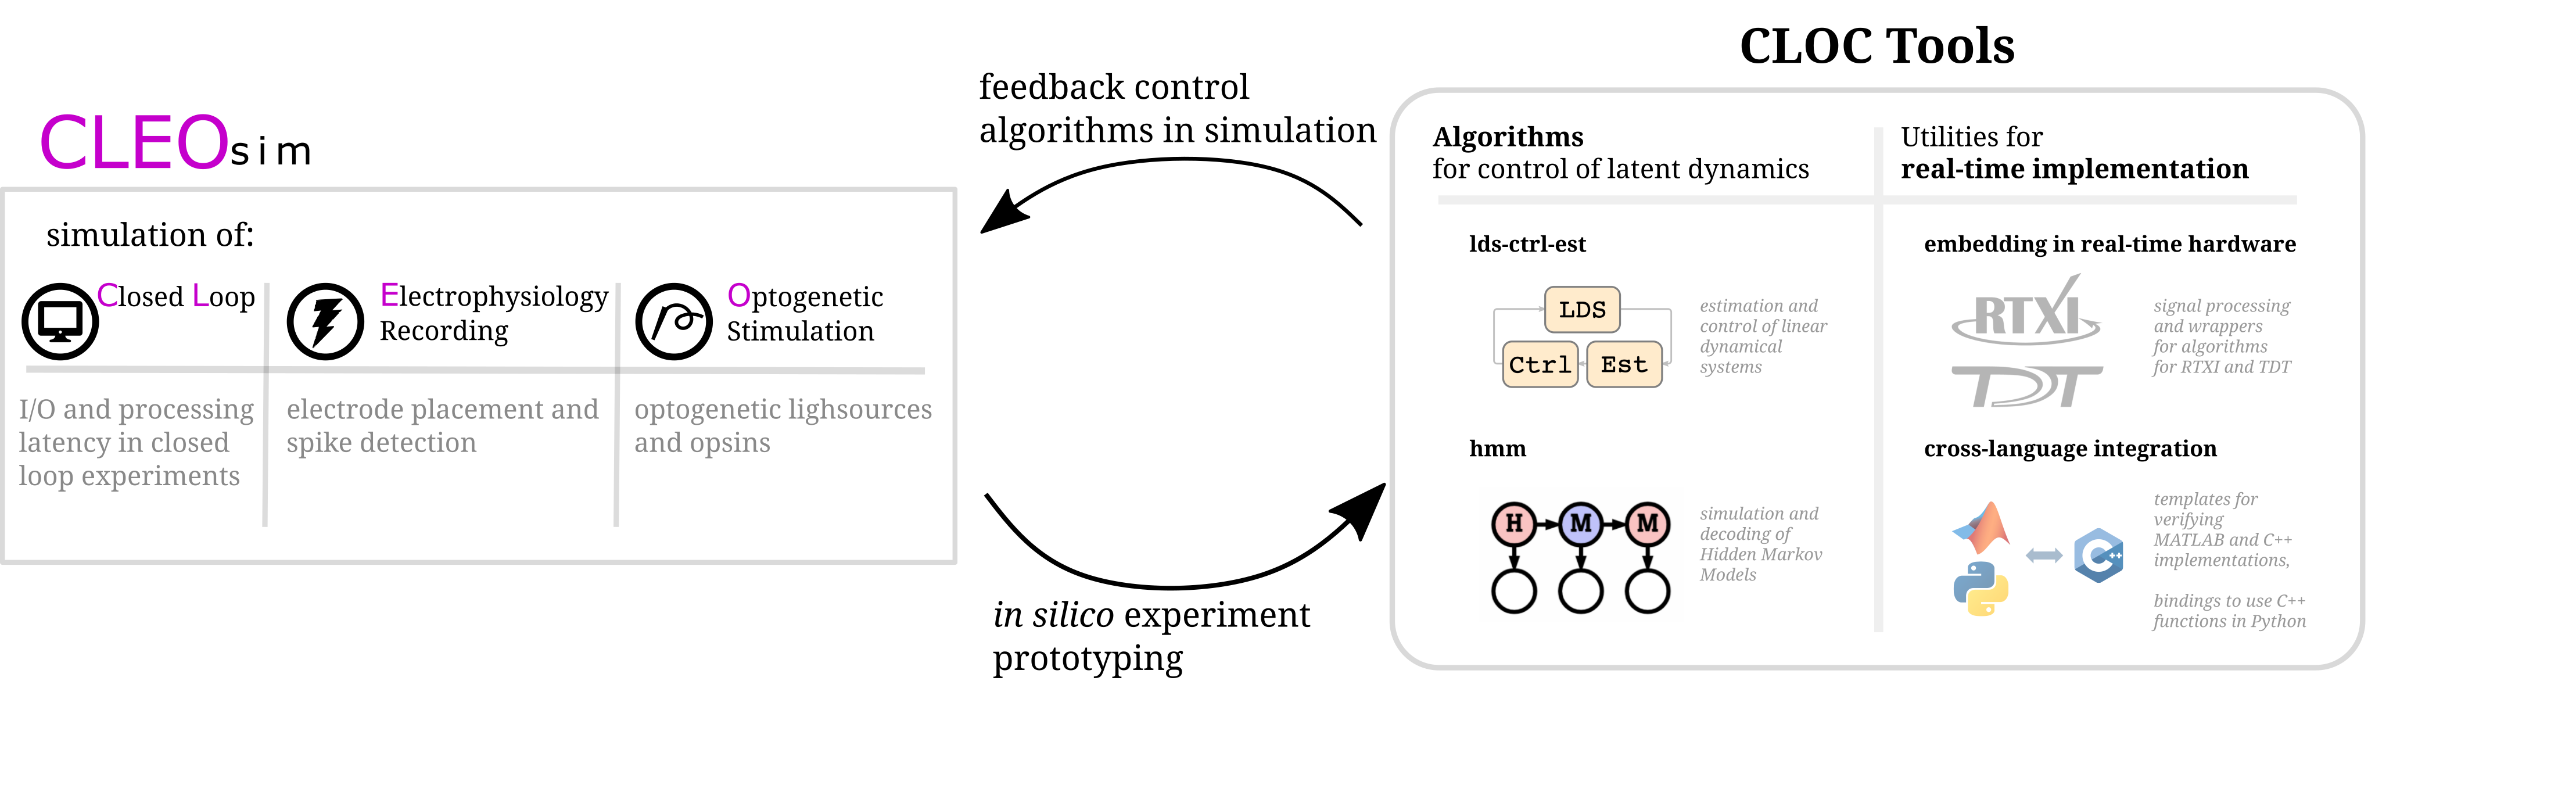 CLOC Tools
CLEOsim
simulation of:
Closed Loop
Electrophysiology
Recording
Optogenetic
Stimulation
I/O and processing
latency in closed
loop experiments
electrode placement and
spike detection
optogenetic lighsources
and opsins
feedback control
algorithms in simulation
in silico experiment
prototyping
Algorithms
for control of latent dynamics
Utilities for
real-time implementation
lds-ctrl-est
LDS
Ctrl
Est
estimation and
control of linear
dynamical
systems
hmm
H
M
M
simulation and
decoding of
Hidden Markov
Models
embedding in real-time hardware
RTXI
TDT
signal processing
and wrappers
for algorithms
for RTXI and TDT
cross-language integration
C++
templates for
verifying
MATLAB and C++
implementations,
bindings to use C++
functions in Python